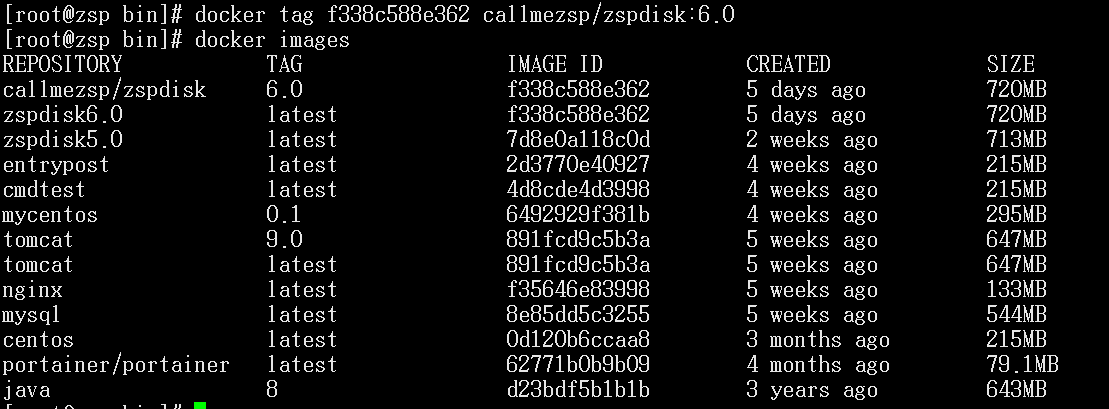 [root@zsp bin]# docker tag f338c588e362 callmezsp/zspdisk:6.0
[root@zsp bin]# docker images
REPOSITORY TAG IMAGE ID CREATED SIZE
callmezsp/zspdisk 6.0 f338c588e362 5 days ago 720MB
zspdisk6.0 latest f338c588e362 5 days ago 720MB
zspdisk5.0 latest 7d8e0a118c0d 2 weeks ago 713MB
entrypost latest 2d3770e40927 4 weeks ago 215MB
cmdtest latest 4d8cde4d3998 4 weeks ago 215MB
mycentos 0.1 6492929f381b 4 weeks ago 295MB
tomcat 9.0 891fcd9c5b3a 5 weeks ago 647MB
tomcat latest 891fcd9c5b3a 5 weeks ago 647MB
nginx latest f35646e83998 5 weeks ago 133MB
mysql latest 8e85dd5c3255 5 weeks ago 544MB
centos latest 0d120b6ccaa8 3 months ago 215MB
portainer/portainer latest 62771b0b9b09 4 months ago 79.1MB
java 8 d23bdf5b1b1b 3 years ago 643MB
[root@zsp bin]#